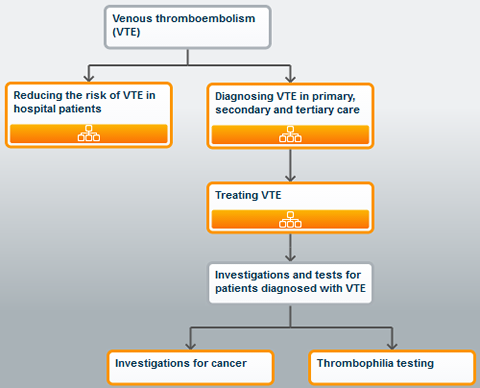 Venous thromboembolism
(VTE)
Reducing the risk of VTE in
hospital patients
Diagnosing VTE in primary,
secondary and tertiary care
Treating VTE
Investigations and tests for
patients diagnosed with VTE
Investigations for cancer
Thrombophilia testing